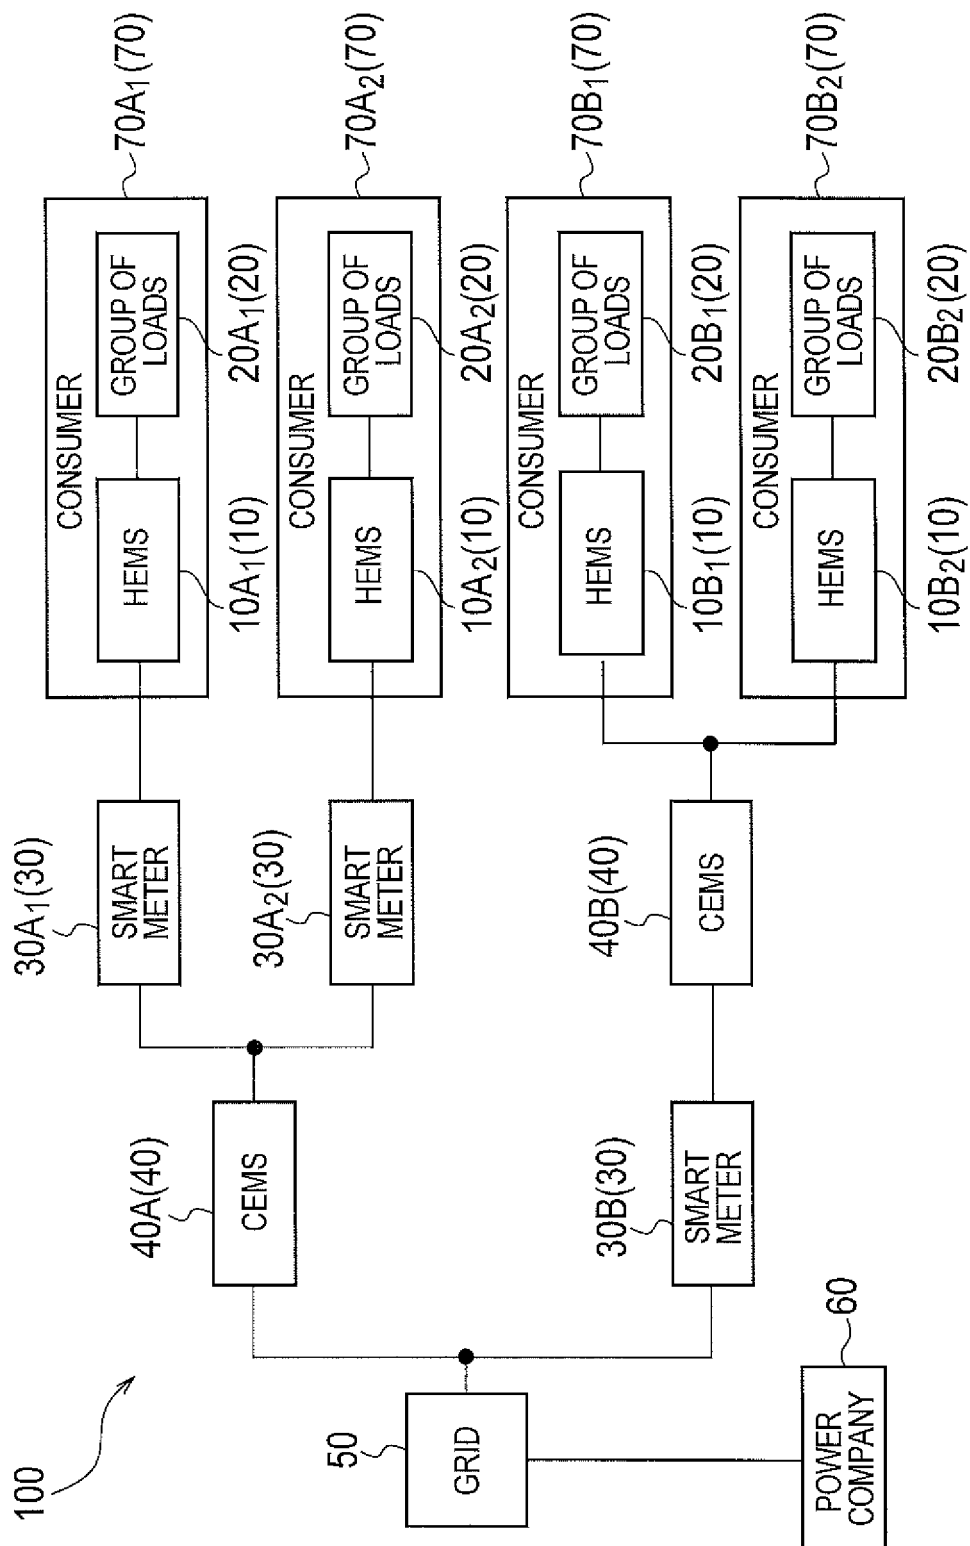 100
50
GRID
POWER
COMPANY
60
40A(40)
CEMS
30B(30)
SMART
METER
30A1(30)
SMART
METER
30A2(30)
SMART
METER
40B(40)
CEMS
70A1(70)
CONSUMER
HEMS
10A1(10)
GROUP OF
LOADS
20A1(20)
70A2(70)
CONSUMER
HEMS
10A2(10)
GROUP OF
LOADS
20A2(20)
70B1(70)
CONSUMER
HEMS
10B1(10)
GROUP OF
LOADS
20B1(20)
70B2(70)
CONSUMER
HEMS
10B2(10)
GROUP OF
LOADS
20B2(20)